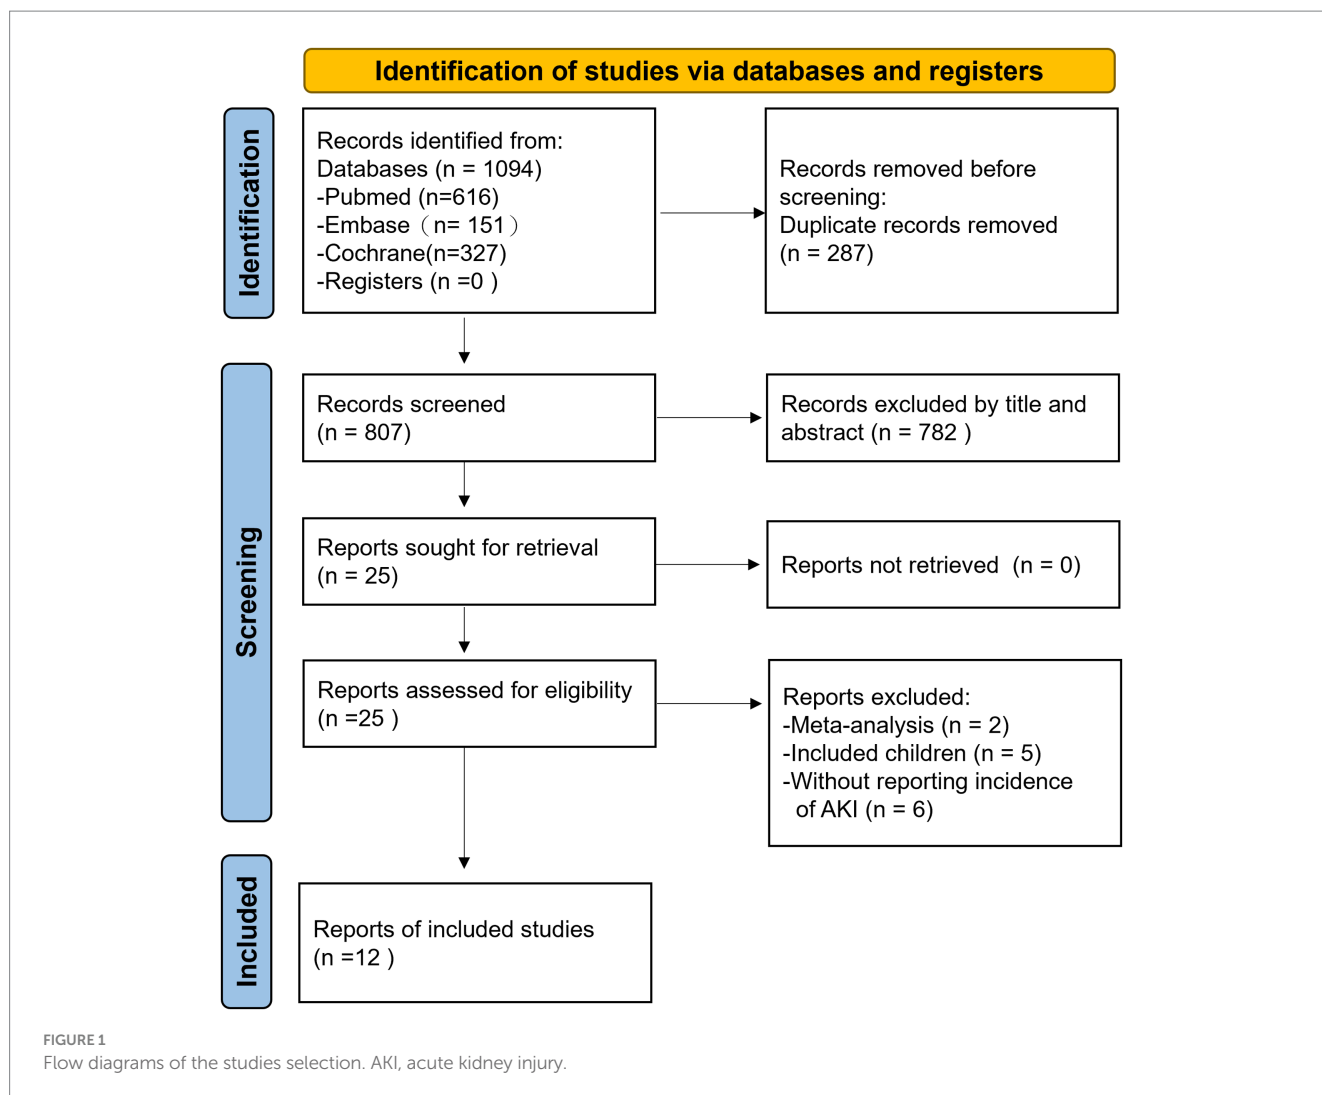 Identification of studies via databases and registers
Identification
Records identified from:
Databases (n = 1094)
-Pubmed (n=616)
-Embase（n= 151）
-Cochrane(n=327)
-Registers (n =0 )
Records removed before
screening:
Duplicate records removed
(n = 287)
Screening
Records screened
(n = 807)
Records excluded by title and
abstract (n = 782 )
Reports sought for retrieval
(n = 25)
Reports not retrieved  (n = 0)
Reports assessed for eligibility
(n =25 )
Reports excluded:
-Meta-analysis (n = 2)
-Included children (n = 5)
-Without reporting incidence
of AKI (n = 6)
Included
Reports of included studies
(n =12 )
FIGURE 1
Flow diagrams of the studies selection. AKI, acute kidney injury.